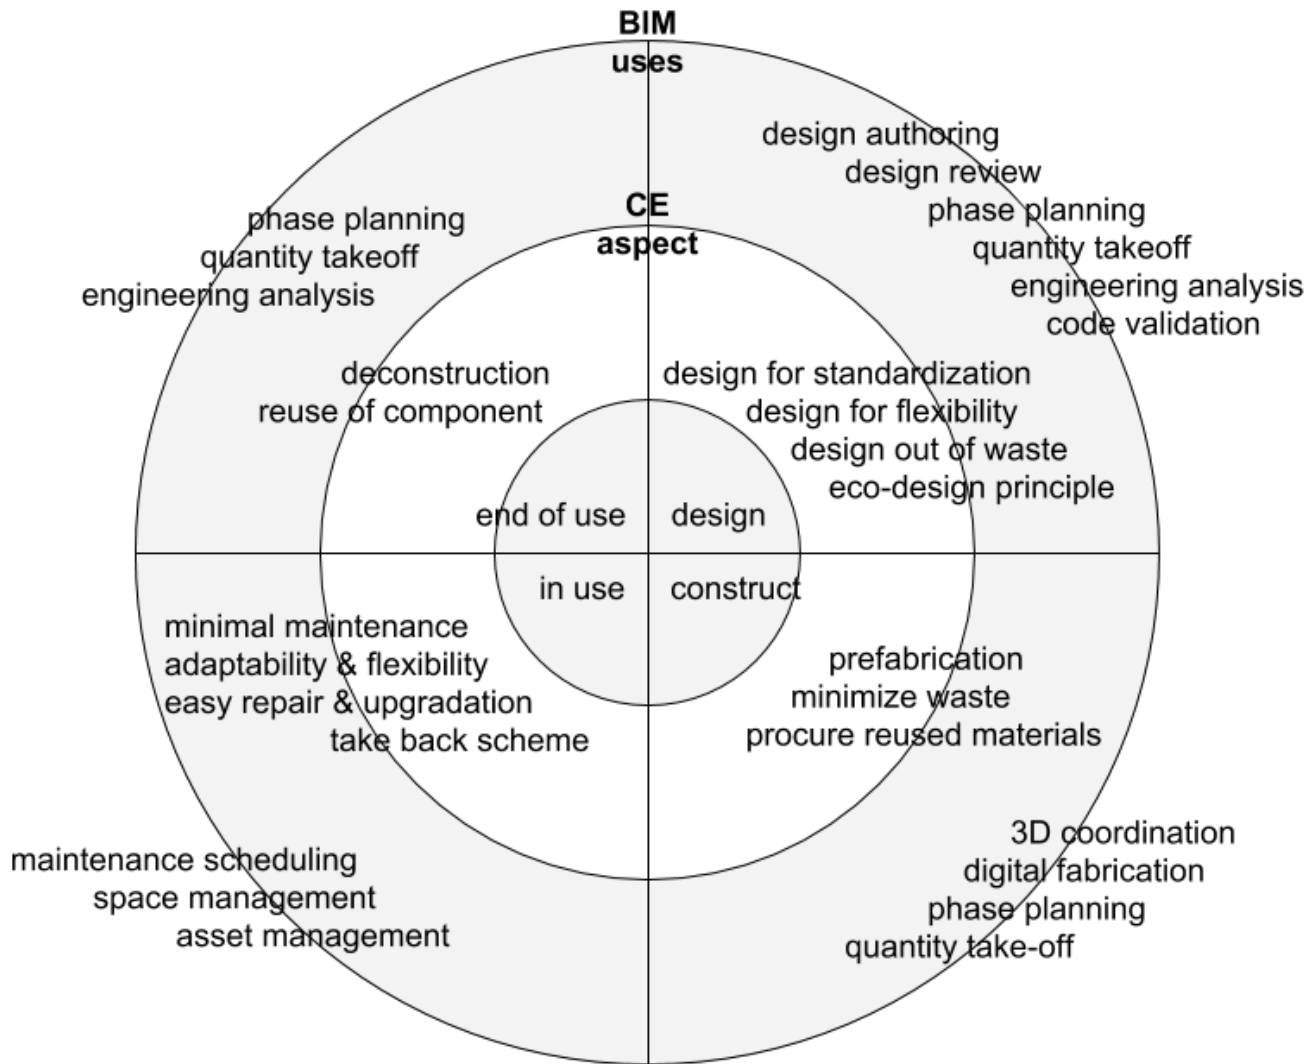 BIM
uses
design authoring
design review
phase planning
quantity takeoff
engineering analysis
code validation
phase planning
quantity takeoff
engineering analysis
CE
aspect
deconstruction
reuse of component
design for standardization
design for flexibility
design out of waste
eco-design principle
end of use
design
in use
construct
minimal maintenance
adaptability & flexibility
easy repair & upgradation
take back scheme
prefabrication
minimize waste
procure reused materials
maintenance scheduling
space management
asset management
3D coordination
digital fabrication
phase planning
quantity take-off